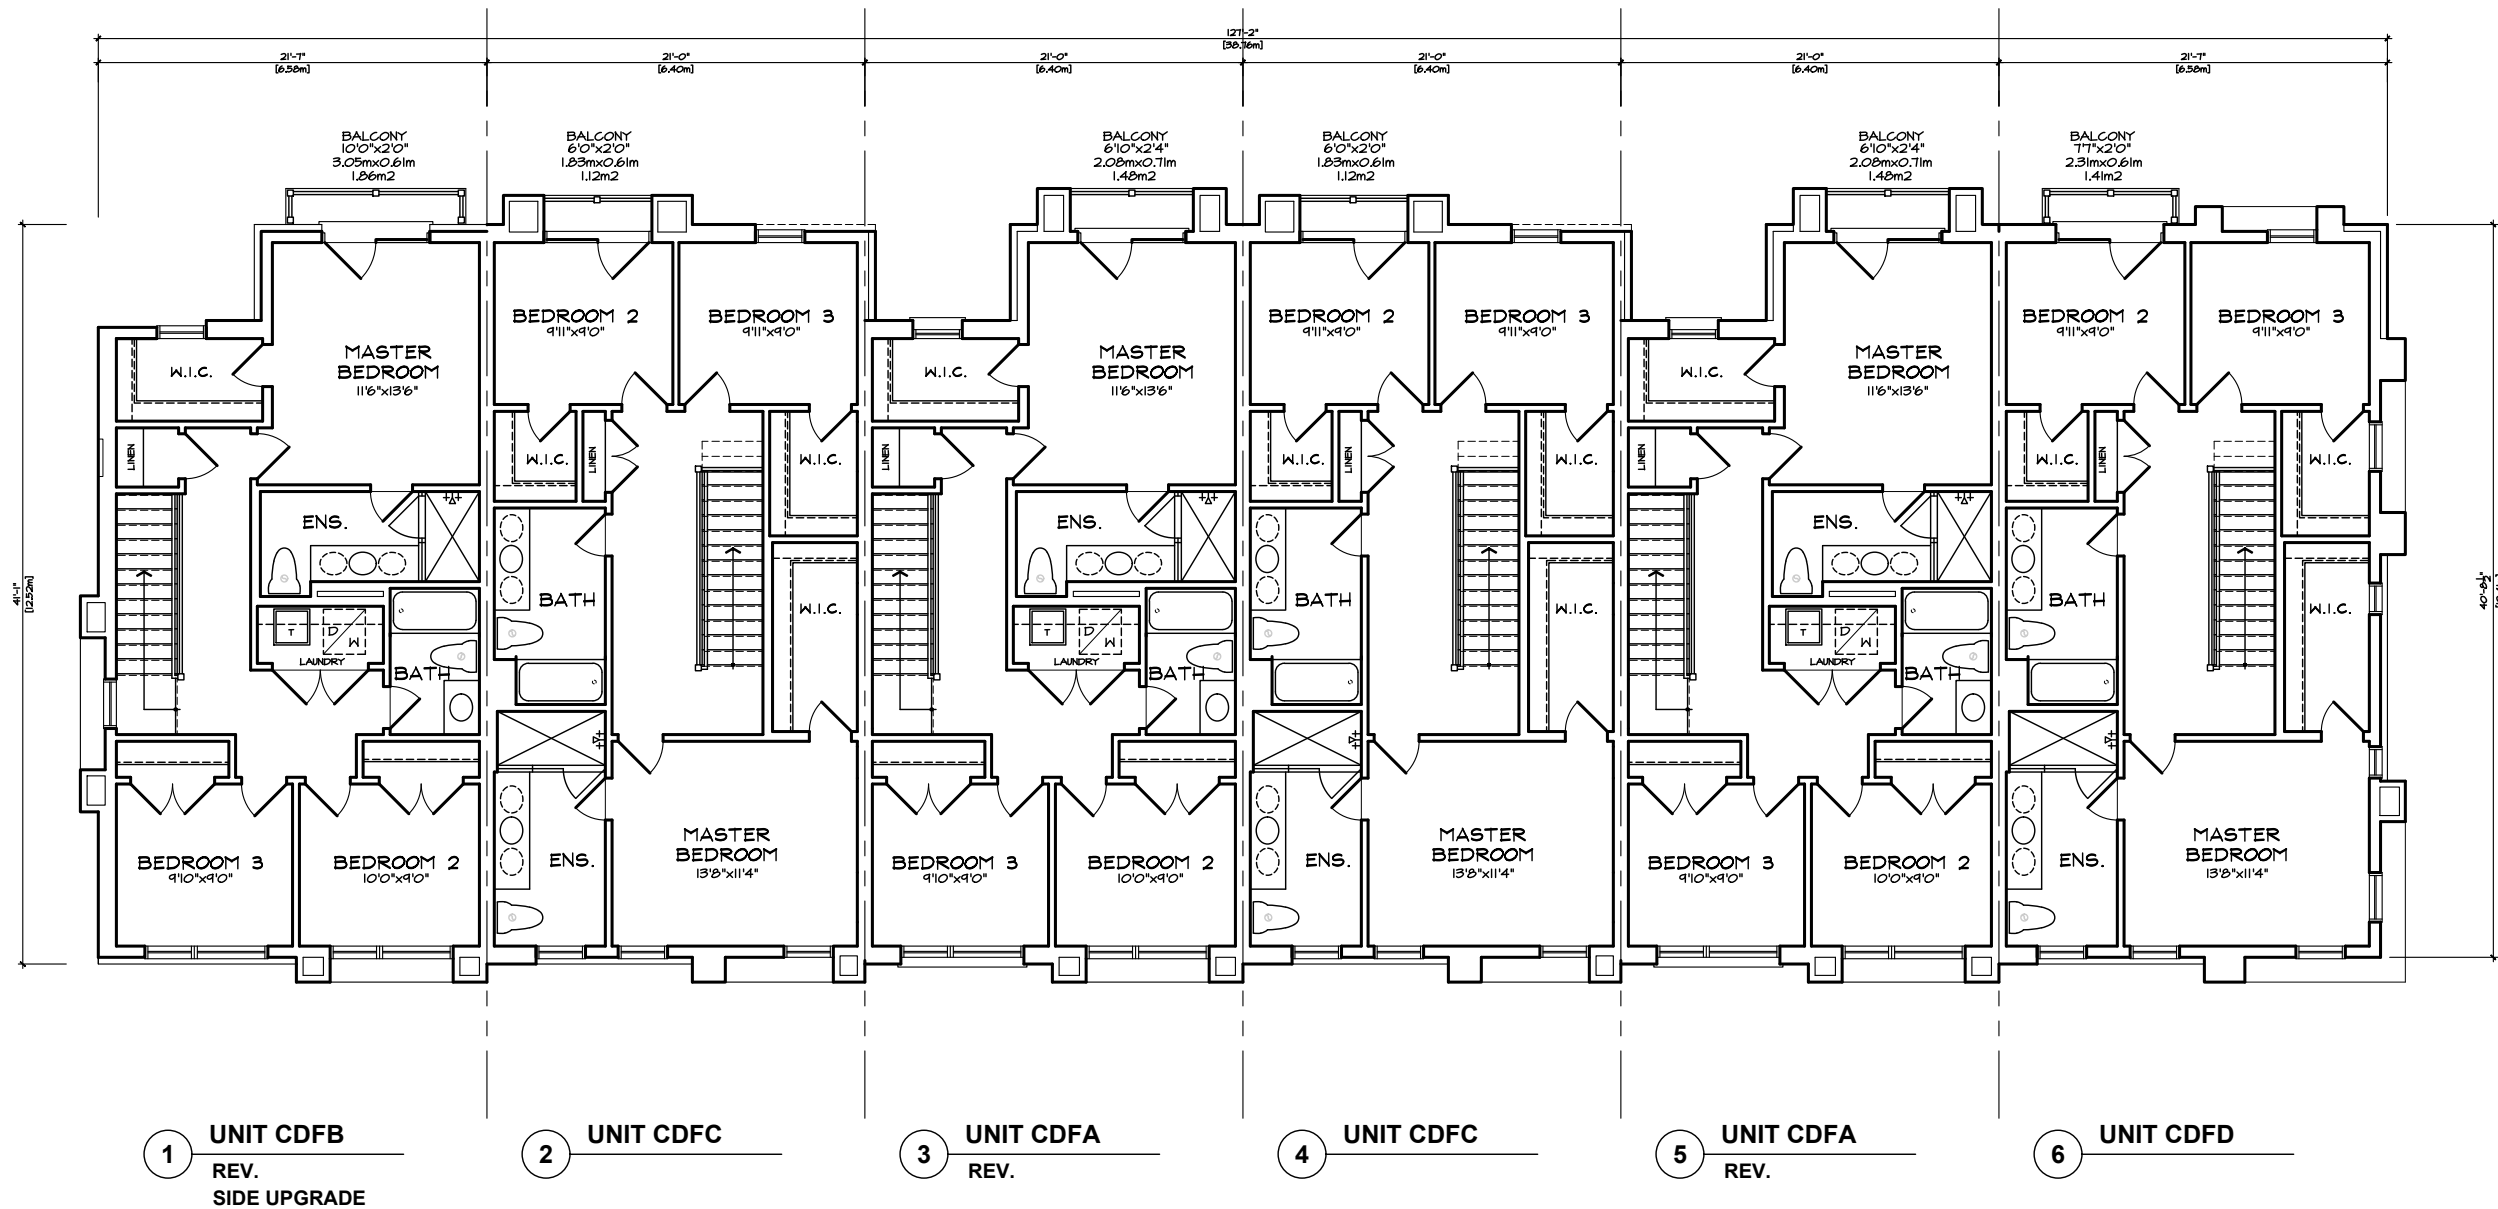 127'-2"
[38.76m]
21'-7"
[6.58m]
21'-0"
[6.40m]
21'-0"
[6.40m]
21'-0"
[6.40m]
21'-0"
[6.40m]
21'-7"
[6.58m]
BALCONY
10'0"x2'0"
3.05mx0.61m
1.86m2
BALCONY
6'0"x2'0"
1.83mx0.61m
1.12m2
BALCONY
6'10"x2'4"
2.08mx0.71m
1.48m2
BALCONY
6'0"x2'0"
1.83mx0.61m
1.12m2
BALCONY
6'10"x2'4"
2.08mx0.71m
1.48m2
BALCONY
7'7"x2'0"
2.31mx0.61m
1.41m2
41'-1"
[12.52m]
MASTER
BEDROOM
11'6"x13'6"
W.I.C.
LINEN
ENS.
T
D
W
LAUNDRY
BATH
BEDROOM 3
9'10"x9'0"
BEDROOM 2
10'0"x9'0"
BEDROOM 2
9'11"x9'0"
BEDROOM 3
9'11"x9'0"
W.I.C.
LINEN
W.I.C.
BATH
W.I.C.
ENS.
MASTER
BEDROOM
13'8"x11'4"
MASTER
BEDROOM
11'6"x13'6"
W.I.C.
LINEN
ENS.
T
D
W
LAUNDRY
BATH
BEDROOM 3
9'10"x9'0"
BEDROOM 2
10'0"x9'0"
BEDROOM 2
9'11"x9'0"
BEDROOM 3
9'11"x9'0"
W.I.C.
LINEN
W.I.C.
BATH
W.I.C.
ENS.
MASTER
BEDROOM
13'8"x11'4"
MASTER
BEDROOM
11'6"x13'6"
W.I.C.
LINEN
ENS.
T
D
W
LAUNDRY
BATH
BEDROOM 3
9'10"x9'0"
BEDROOM 2
10'0"x9'0"
BEDROOM 2
9'11"x9'0"
BEDROOM 3
9'11"x9'0"
W.I.C.
LINEN
W.I.C.
BATH
W.I.C.
ENS.
MASTER
BEDROOM
13'8"x11'4"
40'-8½"
1 UNIT CDFB
REV.
SIDE UPGRADE
2 UNIT CDFC
3 UNIT CDFA
REV.
4 UNIT CDFC
5 UNIT CDFA
REV.
6 UNIT CDFD